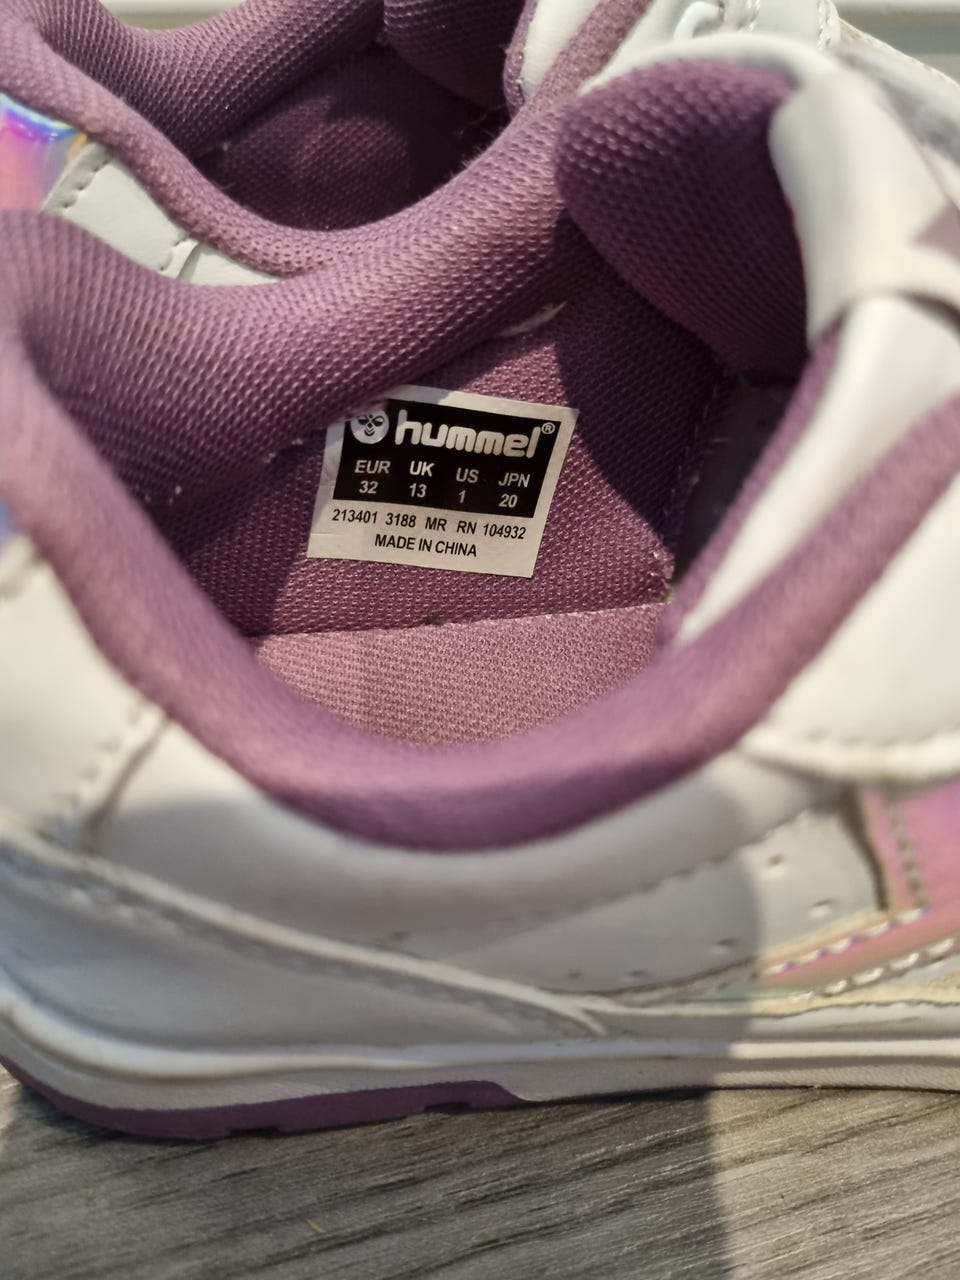 hummel®
EUR UK US JPN
32 13 1 20
213401 3188 MR RN 104932
MADE IN CHINA